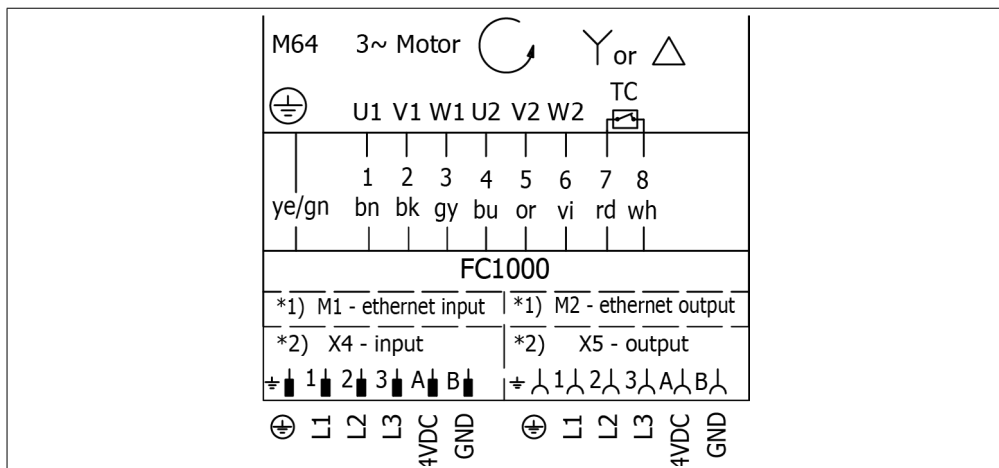 M64 3~ Motor Y or △
TC
U1 V1 W1 U2 V2 W2
1 2 3 4 5 6 7 8
ye/gn bn bk gy bu or vi rd wh
FC1000
*1) M1 - ethernet input *1) M2 - ethernet output
*2) X4 - input *2) X5 - output
1 2 3 A B 1 2 3 A B
L1 L2 L3 4VDC GND L1 L2 L3 4VDC GND